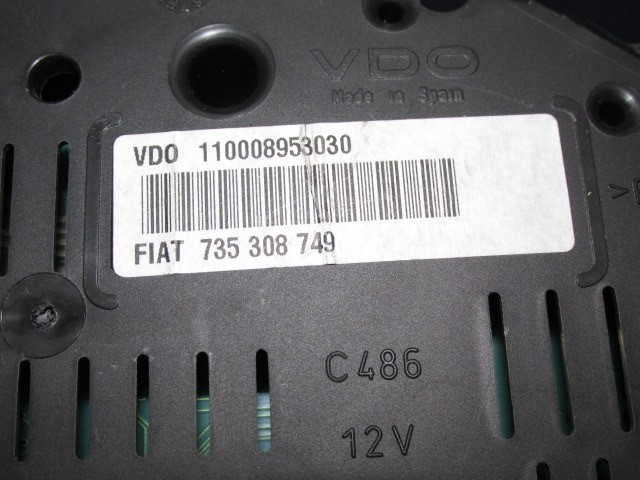 VDO
Made in Spain
VDO 110008953030
FIAT 735 308 749
C486
12V